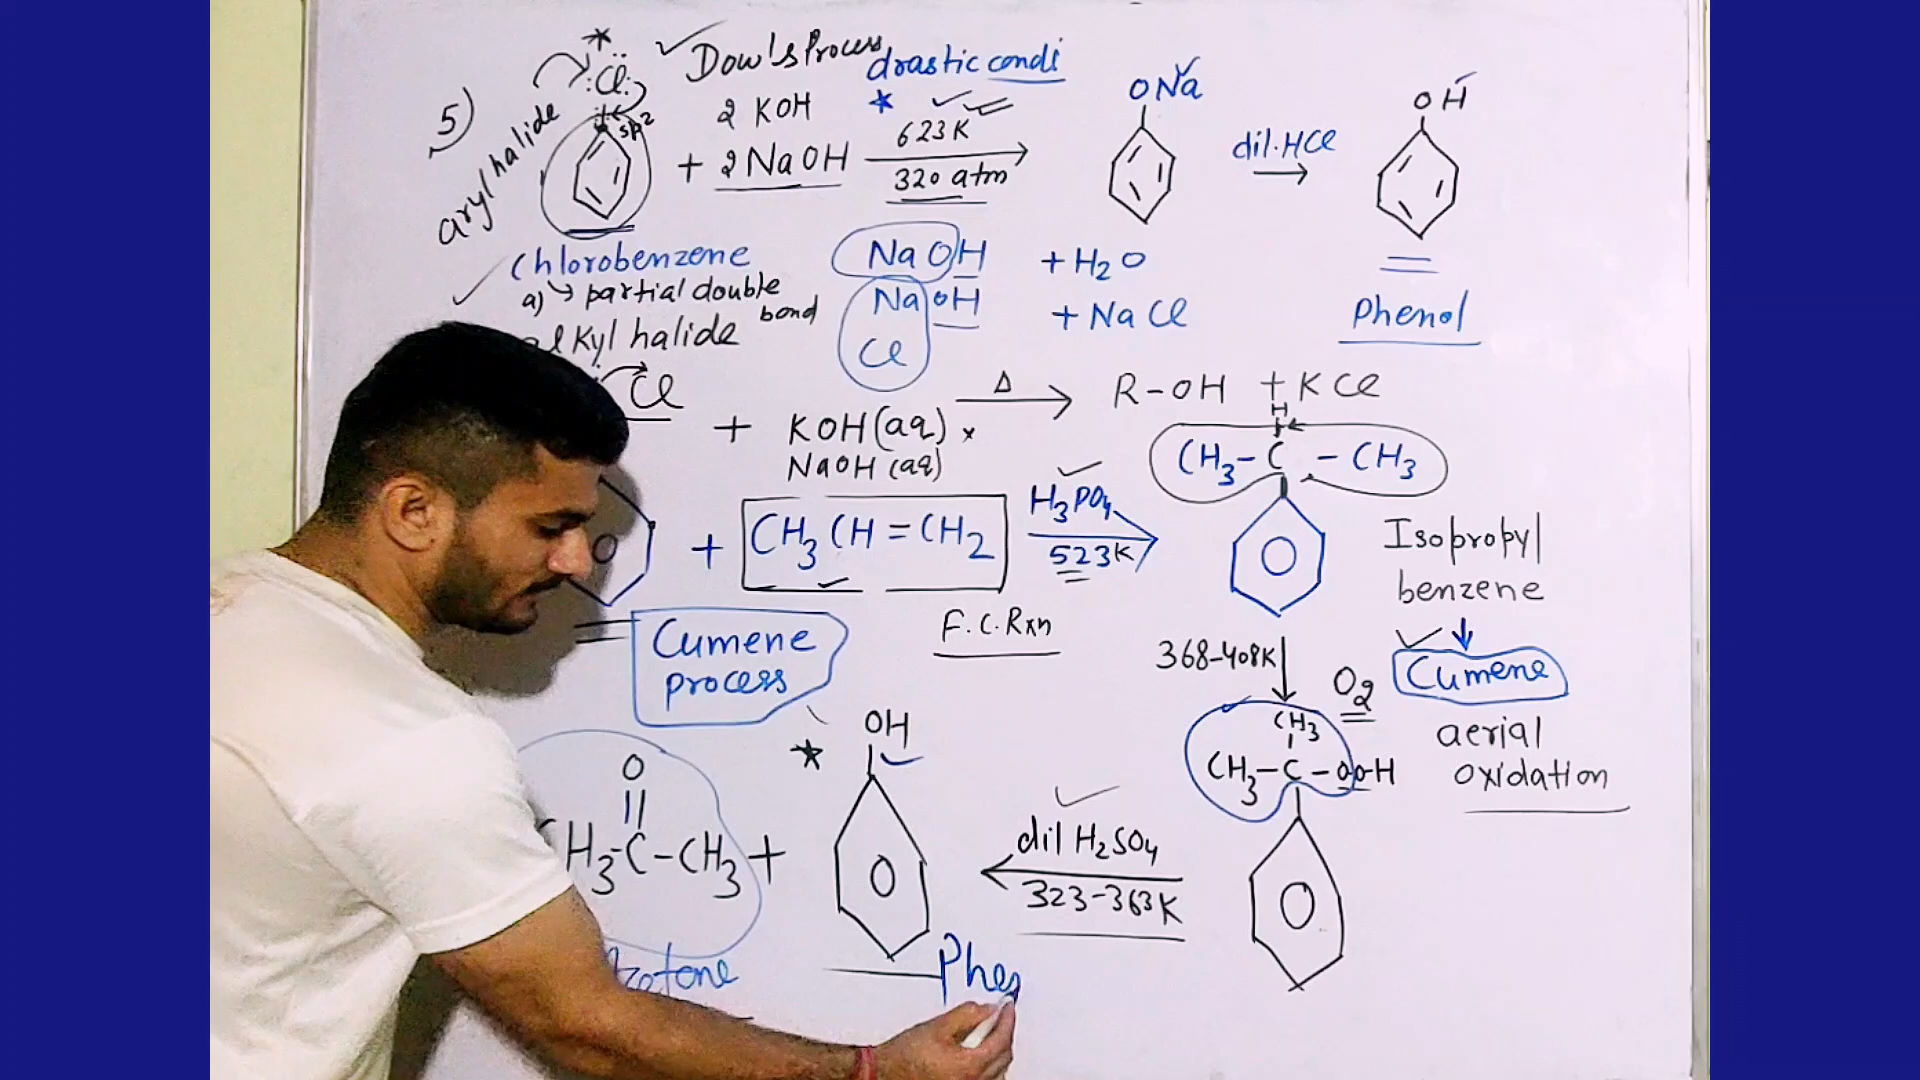 5)
aryl halide
:Cl:
sp2
Dow's Process
drastic condi
2 KOH
+ 2 NaOH
623K
320 atm
ONa
dil. HCl
OH
Chlorobenzene
a) → partial double
bond
alkyl halide
NaOH
+ H2O
NaOH
+ NaCl
Cl
Phenol
Cl
+ KOH (aq) x
NaOH (aq)
Δ
R-OH + KCl
H
CH3 - C - CH3
+ CH3CH = CH2
H3PO4
523K
Isopropyl
benzene
Cumene
process
F.C.Rxn
368-408K
O2
Cumene
aerial
oxidation
CH3
CH3-C-O-O-H
OH
O
H3-C-CH3 +
dil H2SO4
323-363K
Phe